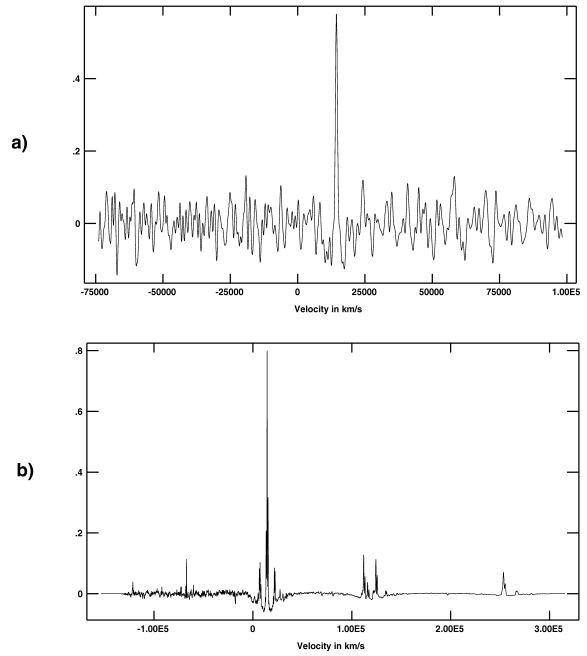 .4
a)
.2
0
-75000 -50000 -25000 0 25000 50000 75000 1.00E5
Velocity in km/s
.8
.6
b)
.4
.2
0
-1.00E5 0 1.00E5 2.00E5 3.00E5
Velocity in km/s